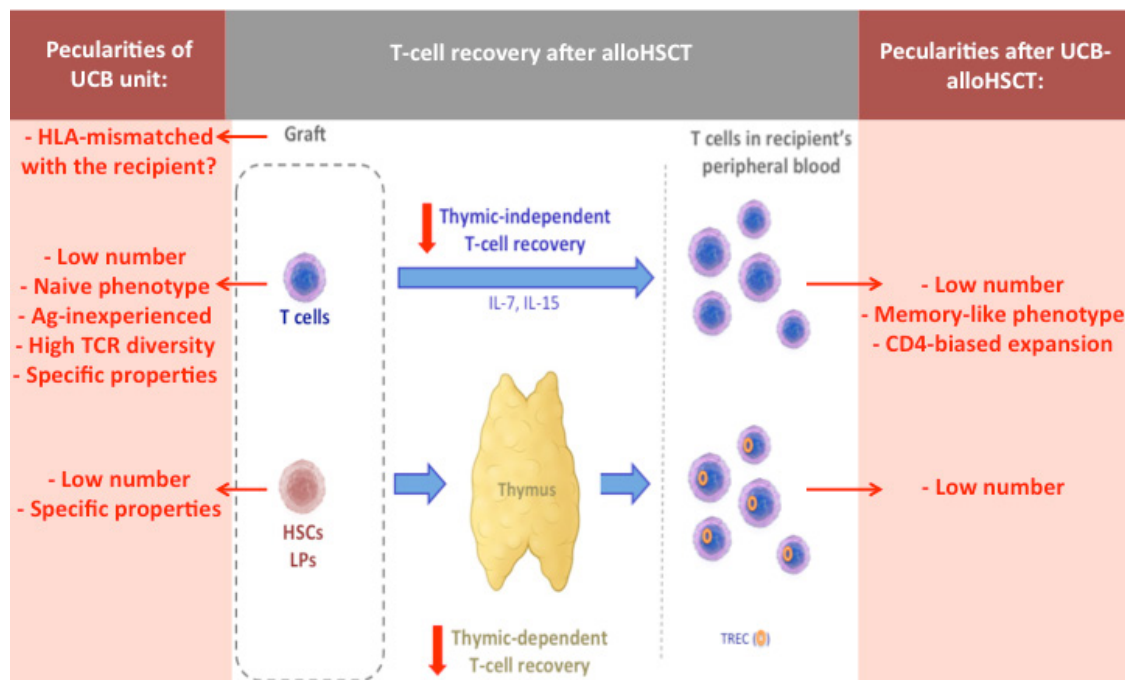 Pecularities of
UCB unit:
T-cell recovery after alloHSCT
Pecularities after UCB-
alloHSCT:
- HLA-mismatched
with the recipient?
Graft
T cells in recipient's
peripheral blood
Thymic-independent
T-cell recovery
IL-7, IL-15
- Low number
- Naive phenotype
- Ag-inexperienced
- High TCR diversity
- Specific properties
T cells
- Low number
- Memory-like phenotype
- CD4-biased expansion
- Low number
- Specific properties
HSCs
LPs
Thymus
- Low number
Thymic-dependent
T-cell recovery
TREC (O)